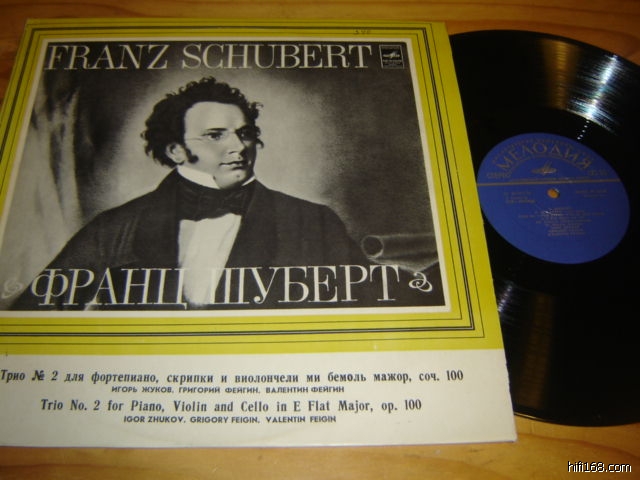 FRANZ SCHUBERT
ФРАНЦ ШУБЕРТ
Трио № 2 для фортепиано, скрипки и виолончели ми бемоль мажор, соч. 100
ИГОРЬ ЖУКОВ, ГРИГОРИЙ ФЕЙГИН, ВАЛЕНТИН ФЕЙГИН
Trio No. 2 for Piano, Violin and Cello in E Flat Major, op. 100
IGOR ZHUKOV, GRIGORY FEIGIN, VALENTIN FEIGIN
МЕЛОДИЯ
hifi168.com